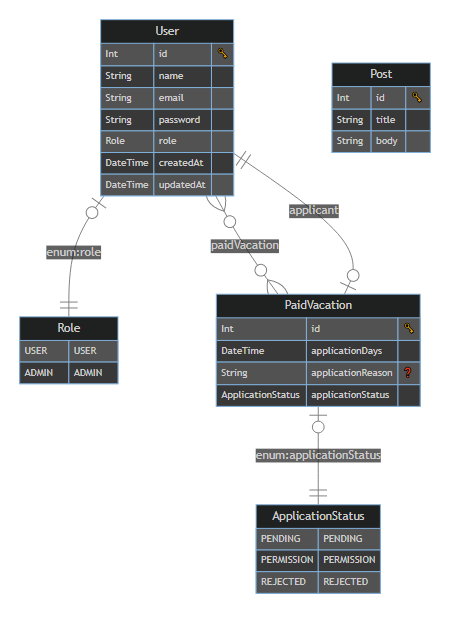 User
Int id
String name
String email
String password
Role role
DateTime createdAt
DateTime updatedAt
Post
Int id
String title
String body
applicant
enum:role
paidVacation
Role
USER USER
ADMIN ADMIN
PaidVacation
Int id
DateTime applicationDays
String applicationReason ?
ApplicationStatus applicationStatus
enum:applicationStatus
ApplicationStatus
PENDING PENDING
PERMISSION PERMISSION
REJECTED REJECTED